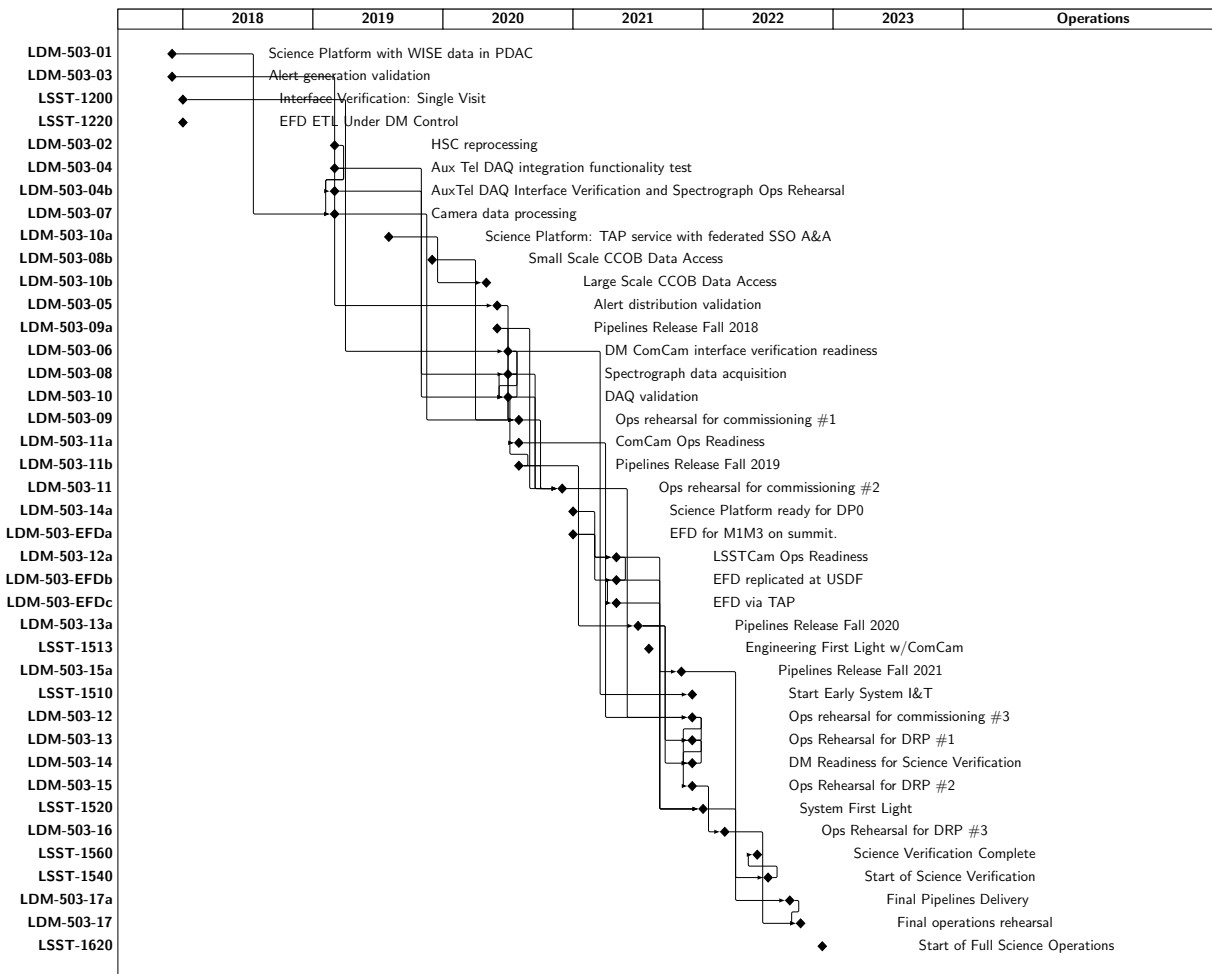 2018 2019 2020 2021 2022 2023 Operations
LDM-503-01 Science Platform with WISE data in PDAC
LDM-503-03 Alert generation validation
LSST-1200 Interface Verification: Single Visit
LSST-1220 EFD ETL Under DM Control
LDM-503-02 HSC reprocessing
LDM-503-04 Aux Tel DAQ integration functionality test
LDM-503-04b AuxTel DAQ Interface Verification and Spectrograph Ops Rehearsal
LDM-503-07 Camera data processing
LDM-503-10a Science Platform: TAP service with federated SSO A&A
LDM-503-08b Small Scale CCOB Data Access
LDM-503-10b Large Scale CCOB Data Access
LDM-503-05 Alert distribution validation
LDM-503-09a Pipelines Release Fall 2018
LDM-503-06 DM ComCam interface verification readiness
LDM-503-08 Spectrograph data acquisition
LDM-503-10 DAQ validation
LDM-503-09 Ops rehearsal for commissioning #1
LDM-503-11a ComCam Ops Readiness
LDM-503-11b Pipelines Release Fall 2019
LDM-503-11 Ops rehearsal for commissioning #2
LDM-503-14a Science Platform ready for DP0
LDM-503-EFDa EFD for M1M3 on summit.
LDM-503-12a LSSTCam Ops Readiness
LDM-503-EFDb EFD replicated at USDF
LDM-503-EFDc EFD via TAP
LDM-503-13a Pipelines Release Fall 2020
LSST-1513 Engineering First Light w/ComCam
LDM-503-15a Pipelines Release Fall 2021
LSST-1510 Start Early System I&T
LDM-503-12 Ops rehearsal for commissioning #3
LDM-503-13 Ops Rehearsal for DRP #1
LDM-503-14 DM Readiness for Science Verification
LDM-503-15 Ops Rehearsal for DRP #2
LSST-1520 System First Light
LDM-503-16 Ops Rehearsal for DRP #3
LSST-1560 Science Verification Complete
LSST-1540 Start of Science Verification
LDM-503-17a Final Pipelines Delivery
LDM-503-17 Final operations rehearsal
LSST-1620 Start of Full Science Operations